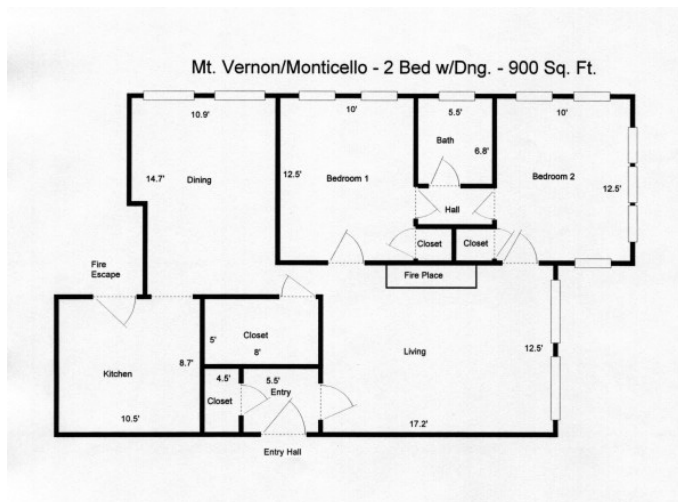 Mt. Vernon/Monticello - 2 Bed w/Dng. - 900 Sq. Ft.
10.9'
10'
5.5'
10'
Bath
6.8'
14.7'
Dining
12.5'
Bedroom 1
Bedroom 2
12.5'
Hall
Closet
Closet
Fire
Escape
Fire Place
5'
Closet
8'
Living
12.5'
8.7'
Kitchen
4.5'
5.5'
Closet
Entry
10.5'
17.2'
Entry Hall